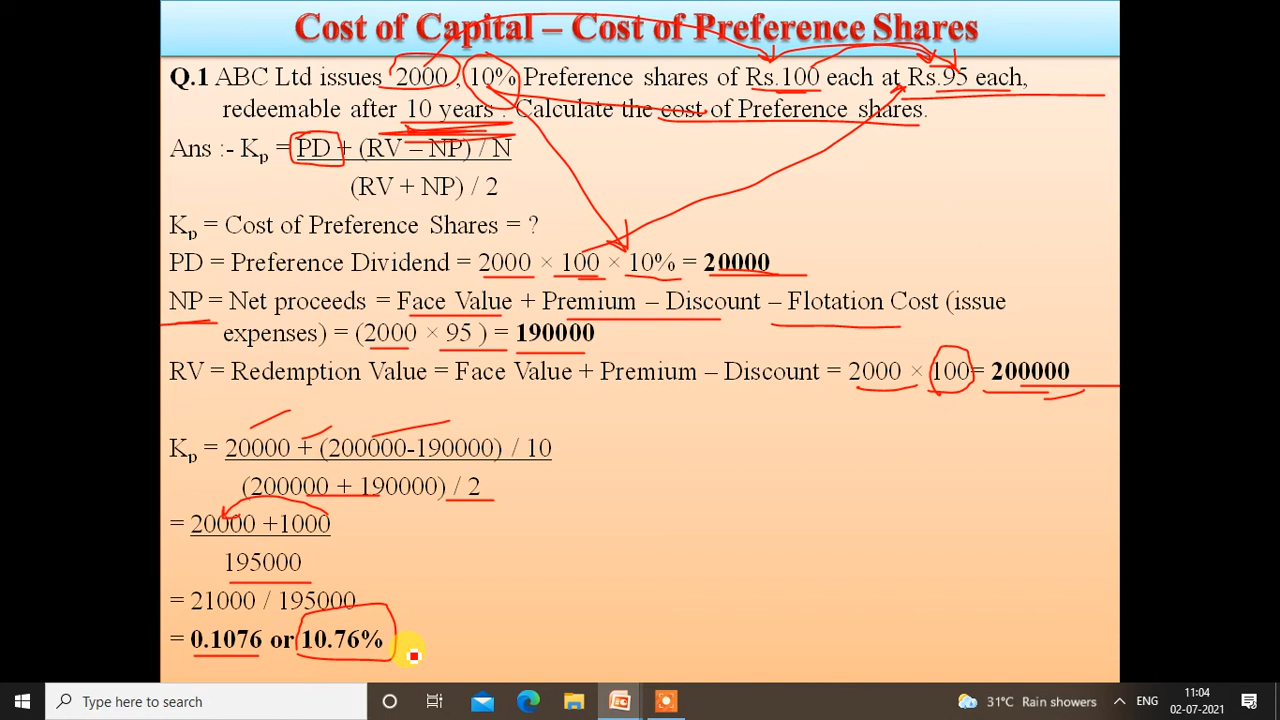 Cost of Capital – Cost of Preference Shares
Q.1 ABC Ltd issues 2000 , 10% Preference shares of Rs.100 each at Rs.95 each,
redeemable after 10 years . Calculate the cost of Preference shares.
Ans :- Kp = PD + (RV – NP) / N
(RV + NP) / 2
Kp = Cost of Preference Shares = ?
PD = Preference Dividend = 2000 × 100 × 10% = 20000
NP = Net proceeds = Face Value + Premium – Discount – Flotation Cost (issue
expenses) = (2000 × 95 ) = 190000
RV = Redemption Value = Face Value + Premium – Discount = 2000 × 100= 200000
Kp = 20000 + (200000-190000) / 10
(200000 + 190000) / 2
= 20000 +1000
195000
= 21000 / 195000
= 0.1076 or 10.76%
Type here to search
31°C Rain showers
ENG
11:04
02-07-2021